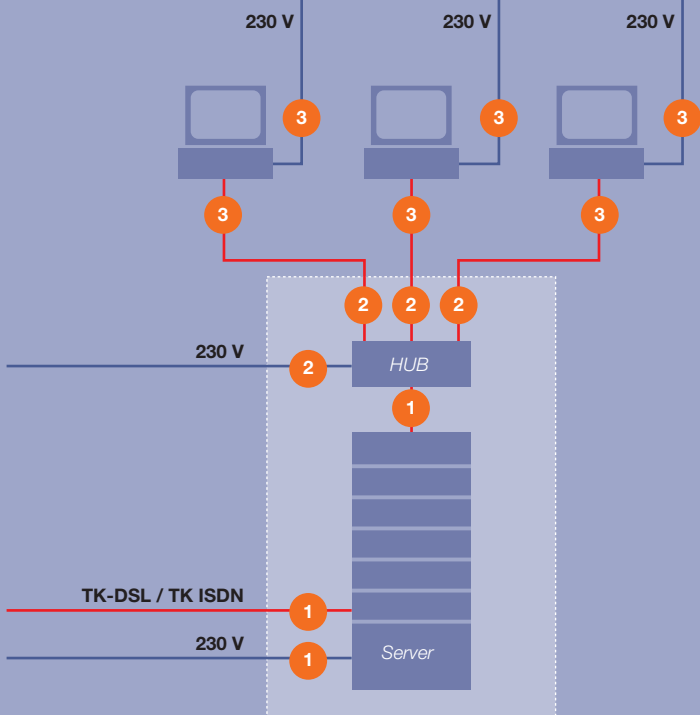 230 V 230 V 230 V
3 3 3
3 3 3
2 2 2
230 V
2 HUB
1
TK-DSL / TK ISDN
1
230 V
1 Server